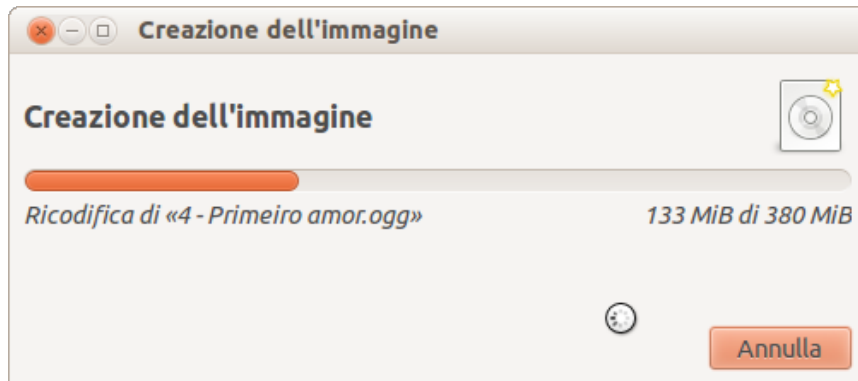 Creazione dell'immagine
Creazione dell'immagine
Ricodifica di «4 - Primeiro amor.ogg» 133 MiB di 380 MiB
Annulla